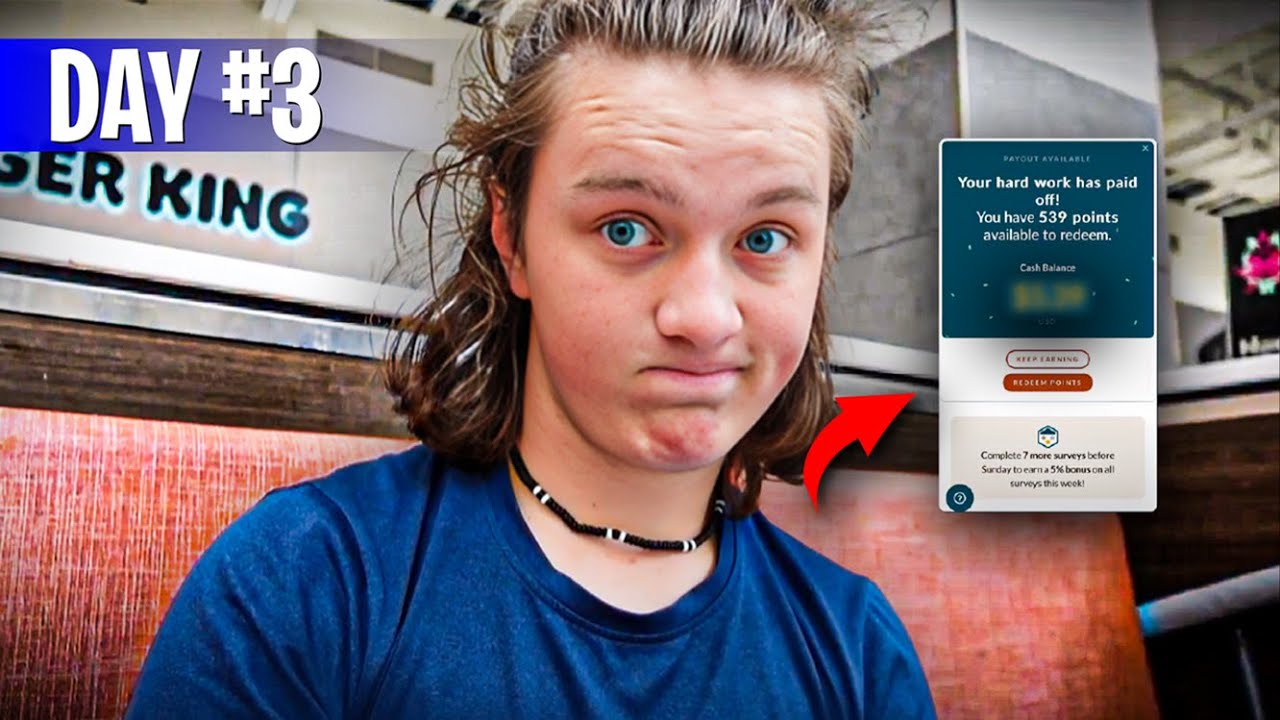 DAY #3
GER KING
PAYOUT AVAILABLE
Your hard work has paid
off!
You have 539 points
available to redeem.
Cash Balance
USD
KEEP EARNING
REDEEM POINTS
Complete 7 more surveys before
Sunday to earn a 5% bonus on all
surveys this week!